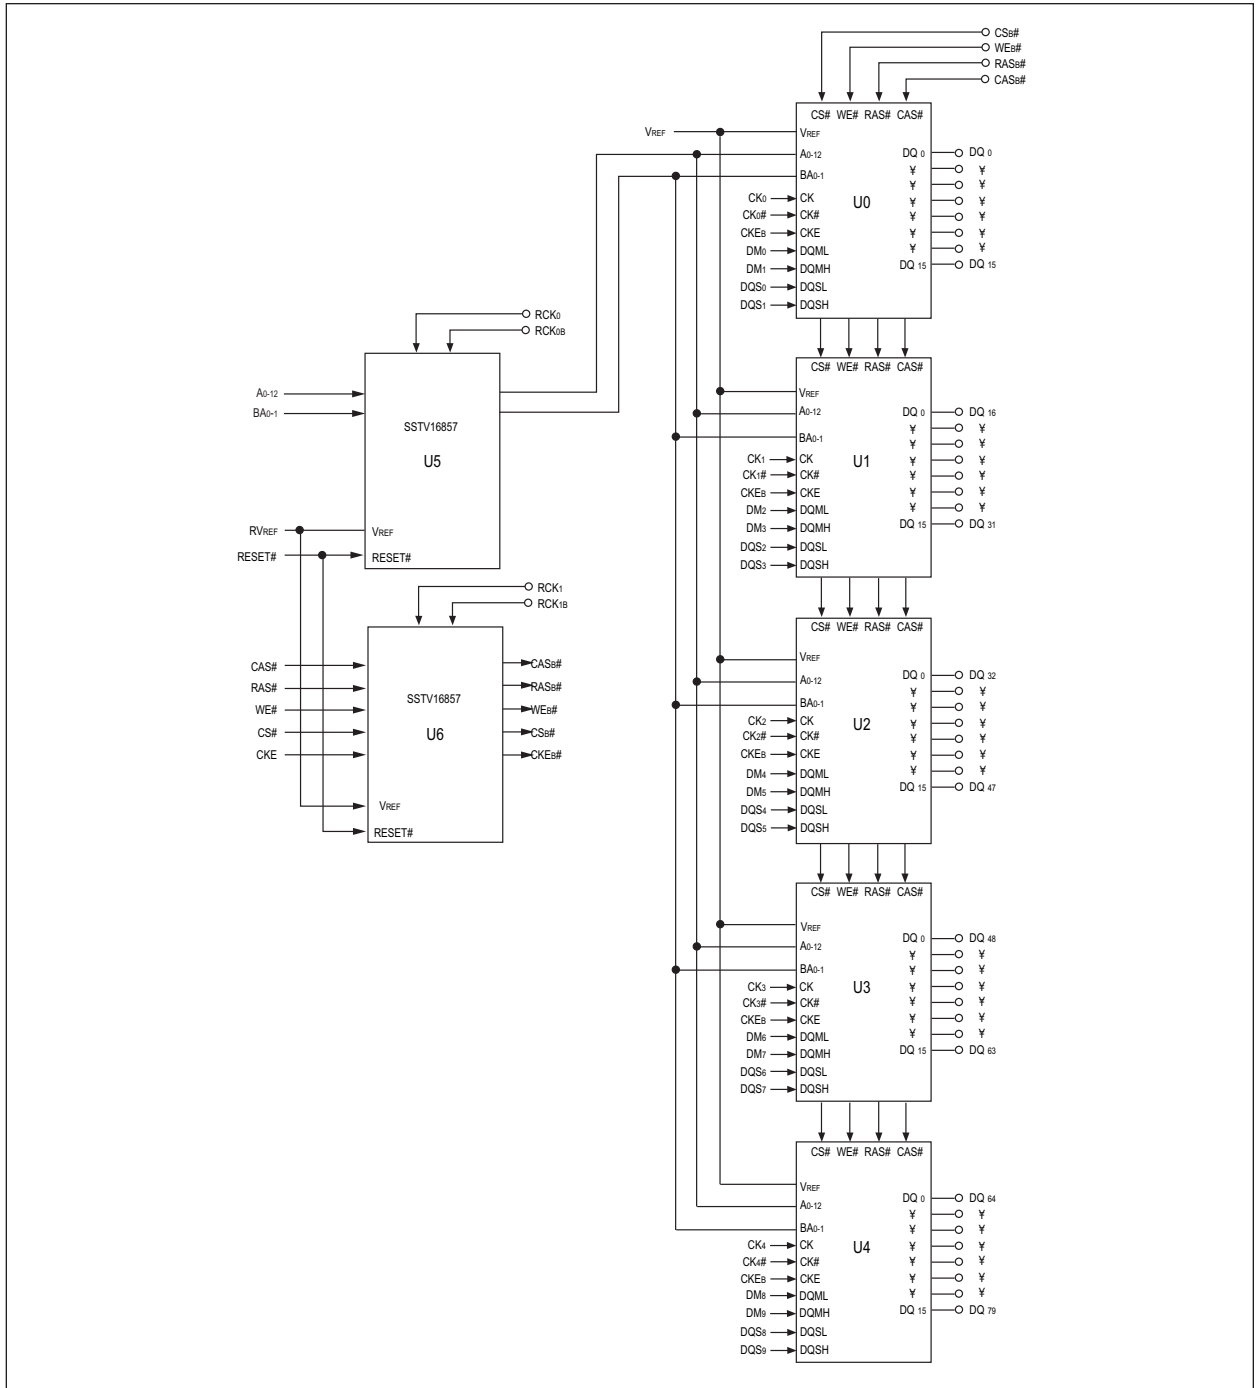 CSB#
WEB#
RASB#
CASB#
CS# WE# RAS# CAS#
VREF VREF
A0-12 DQ 0 DQ 0
BA0-1 ¥ ¥
¥ ¥
CK0 CK U0 ¥ ¥
CK0# CK# ¥ ¥
CKEB CKE ¥ ¥
DM0 DQML ¥ ¥
DM1 DQMH DQ 15 DQ 15
DQS0 DQSL
DQS1 DQSH
RCK0
RCK0B
CS# WE# RAS# CAS#
A0-12
BA0-1
SSTV16857
U5
RVREF VREF
RESET# RESET#
VREF
A0-12 DQ 0 DQ 16
BA0-1 ¥ ¥
¥ ¥
CK1 CK U1 ¥ ¥
CK1# CK# ¥ ¥
CKEB CKE ¥ ¥
DM2 DQML ¥ ¥
DM3 DQMH DQ 15 DQ 31
DQS2 DQSL
DQS3 DQSH
RCK1
RCK1B
CS# WE# RAS# CAS#
CAS# CASB#
RAS# RASB#
SSTV16857
WE# WEB#
CS# U6 CSB#
CKE CKEB#
VREF
RESET#
VREF
A0-12 DQ 0 DQ 32
BA0-1 ¥ ¥
¥ ¥
CK2 CK U2 ¥ ¥
CK2# CK# ¥ ¥
CKEB CKE ¥ ¥
DM4 DQML ¥ ¥
DM5 DQMH DQ 15 DQ 47
DQS4 DQSL
DQS5 DQSH
CS# WE# RAS# CAS#
VREF
A0-12 DQ 0 DQ 48
BA0-1 ¥ ¥
¥ ¥
CK3 CK U3 ¥ ¥
CK3# CK# ¥ ¥
CKEB CKE ¥ ¥
DM6 DQML ¥ ¥
DM7 DQMH DQ 15 DQ 63
DQS6 DQSL
DQS7 DQSH
CS# WE# RAS# CAS#
VREF
A0-12 DQ 0 DQ 64
BA0-1 ¥ ¥
¥ ¥
CK4 CK U4 ¥ ¥
CK4# CK# ¥ ¥
CKEB CKE ¥ ¥
DM8 DQML ¥ ¥
DM9 DQMH DQ 15 DQ 79
DQS8 DQSL
DQS9 DQSH